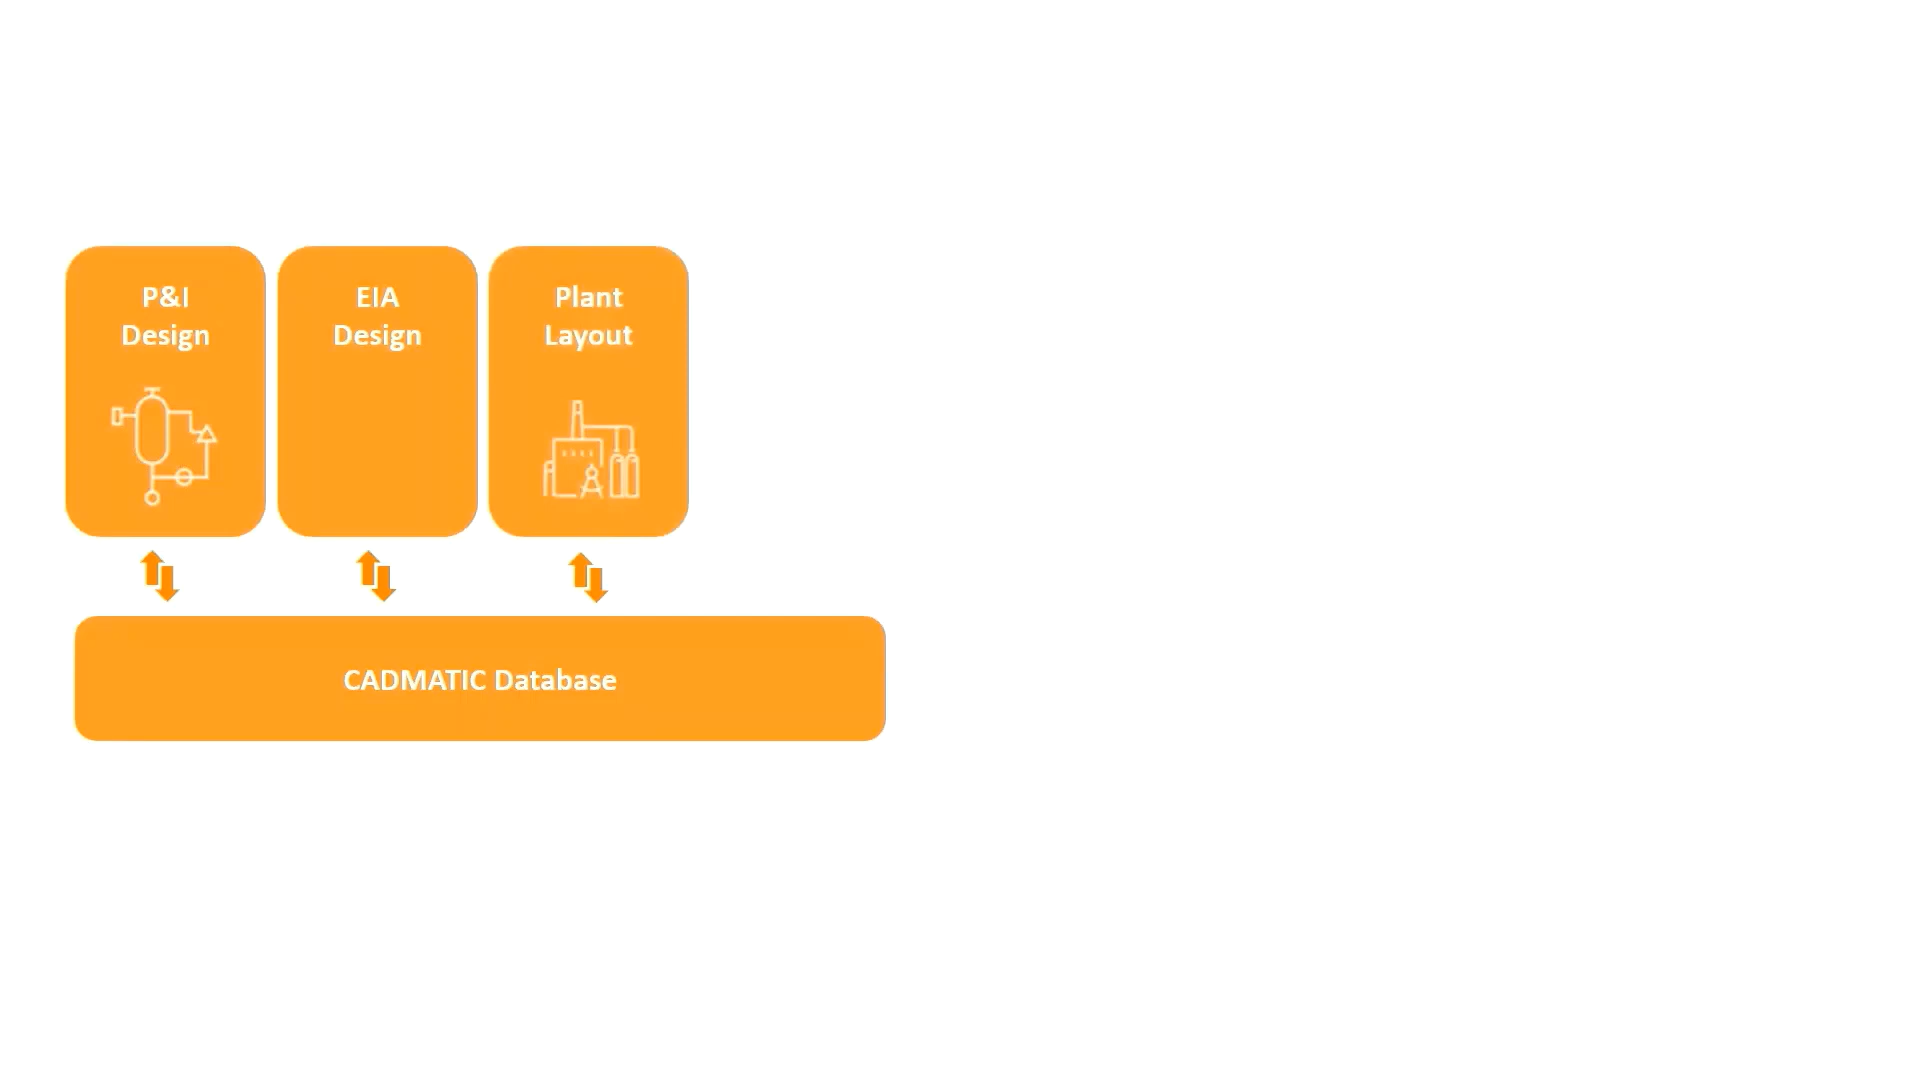 P&I
Design
EIA
Design
Plant
Layout
CADMATIC Database